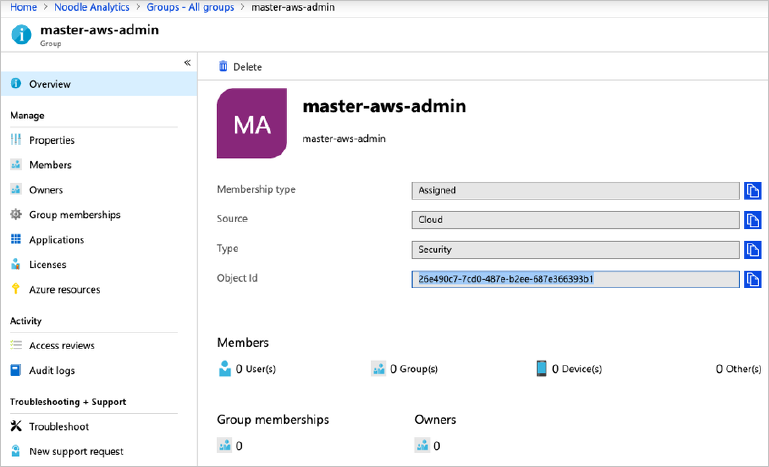 Home > Noodle Analytics > Groups - All groups > master-aws-admin
master-aws-admin
Group
«
Overview
Manage
Properties
Members
Owners
Group memberships
Applications
Licenses
Azure resources
Activity
Access reviews
Audit logs
Troubleshooting + Support
Troubleshoot
New support request
Delete
MA
master-aws-admin
master-aws-admin
Membership type Assigned
Source Cloud
Type Security
Object Id 26e490c7-7cd0-487e-b2ee-687e366393b1
Members
0 User(s) 0 Group(s) 0 Device(s) 0 Other(s)
Group memberships Owners
0 0